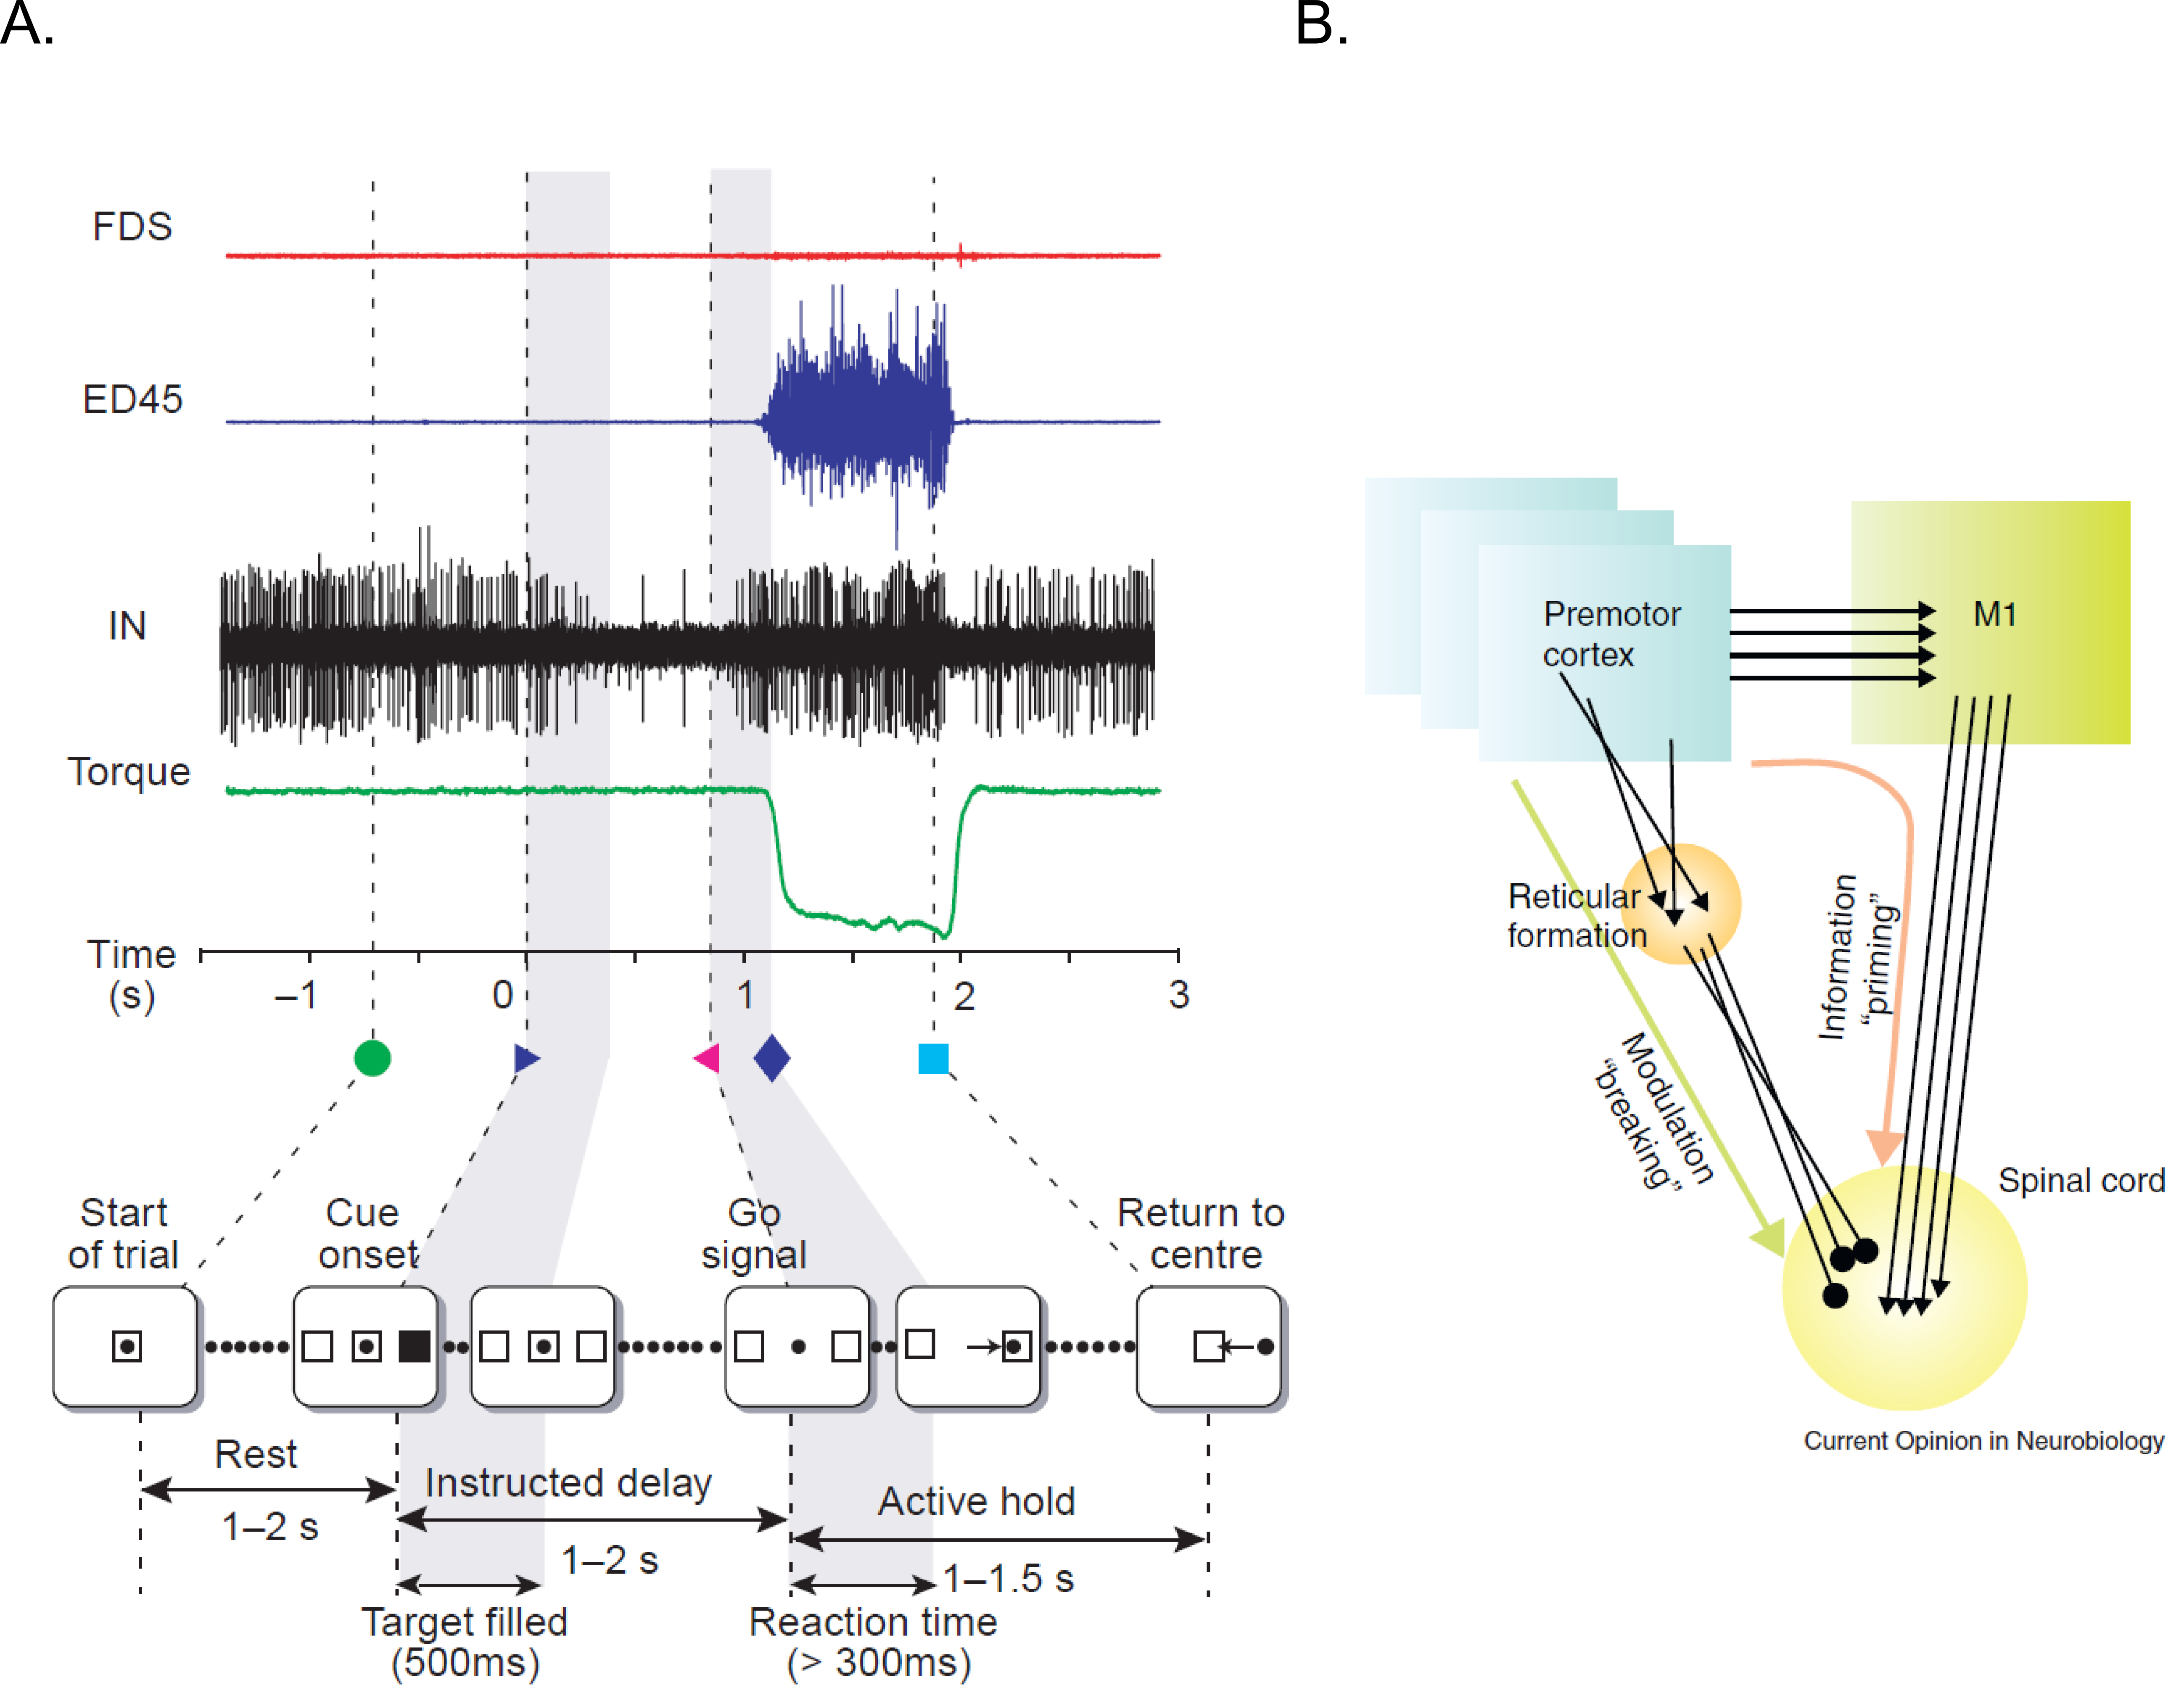 A.
B.
FDS
ED45
IN
Torque
Time
(s)
–1
0
1
2
3
Start
of trial
Cue
onset
Go
signal
Return to
centre
Rest
1–2 s
Instructed delay
1–2 s
Active hold
1–1.5 s
Target filled
(500ms)
Reaction time
(> 300ms)
Premotor
cortex
M1
Reticular
formation
Information
“priming”
Modulation
“breaking”
Spinal cord
Current Opinion in Neurobiology